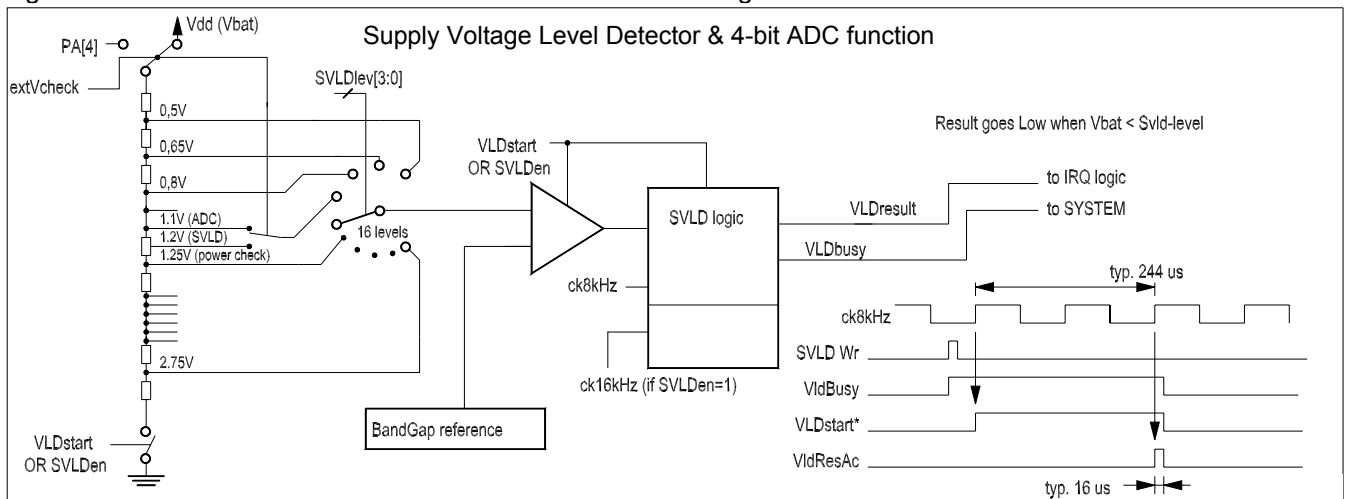 Supply Voltage Level Detector & 4-bit ADC function
Vdd (Vbat)
PA[4]
extVcheck
SVLDlev[3:0]
0,5V
0,65V
0,8V
1.1V (ADC)
1.2V (SVLD)
1.25V (power check)
2.75V
16 levels
VLDstart
OR SVLDen
VLDstart
OR SVLDen
BandGap reference
SVLD logic
ck8kHz
ck16kHz (if SVLDen=1)
Result goes Low when Vbat < Svld-level
VLDresult
to IRQ logic
VLDbusy
to SYSTEM
typ. 244 us
ck8kHz
SVLD Wr
VldBusy
VLDstart*
VldResAc
typ. 16 us